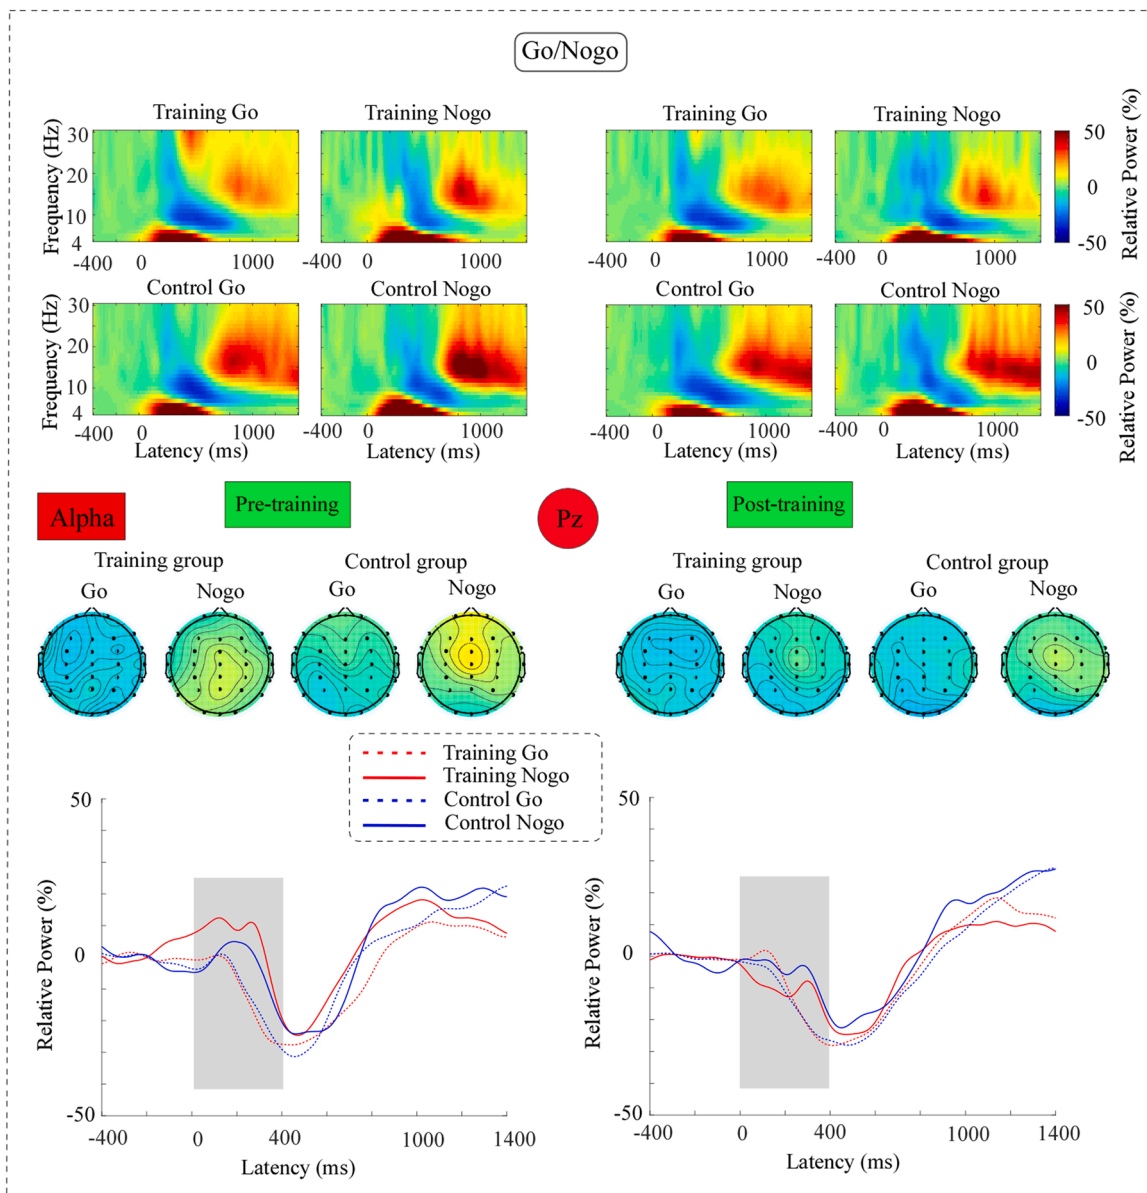 Go/Nogo
Training Go
Training Nogo
Training Go
Training Nogo
Frequency (Hz)
30
20
10
4
-400 0 1000
0 1000
-400 0 1000
-400 0 1000
50
0
-50
Relative Power (%)
Control Go
Control Nogo
Control Go
Control Nogo
Frequency (Hz)
30
20
10
4
-400 0 1000
-400 0 1000
-400 0 1000
-400 0 1000
Latency (ms)
Latency (ms)
Latency (ms)
Latency (ms)
50
0
-50
Relative Power (%)
Alpha
Pre-training
Pz
Post-training
Training group
Control group
Training group
Control group
Go
Nogo
Go
Nogo
Go
Nogo
Go
Nogo
Training Go
Training Nogo
Control Go
Control Nogo
Relative Power (%)
50
0
-50
-400 0 400 1000 1400
Latency (ms)
Relative Power (%)
50
0
-50
-400 0 400 1000 1400
Latency (ms)